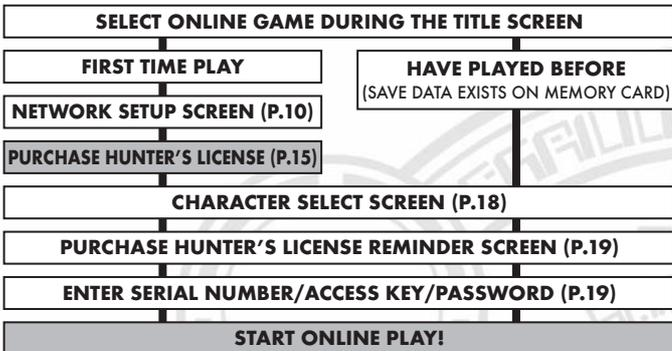 SELECT ONLINE GAME DURING THE TITLE SCREEN
FIRST TIME PLAY
HAVE PLAYED BEFORE
(SAVE DATA EXISTS ON MEMORY CARD)
NETWORK SETUP SCREEN (P.10)
PURCHASE HUNTER'S LICENSE (P.15)
CHARACTER SELECT SCREEN (P.18)
PURCHASE HUNTER'S LICENSE REMINDER SCREEN (P.19)
ENTER SERIAL NUMBER/ACCESS KEY/PASSWORD (P.19)
START ONLINE PLAY!